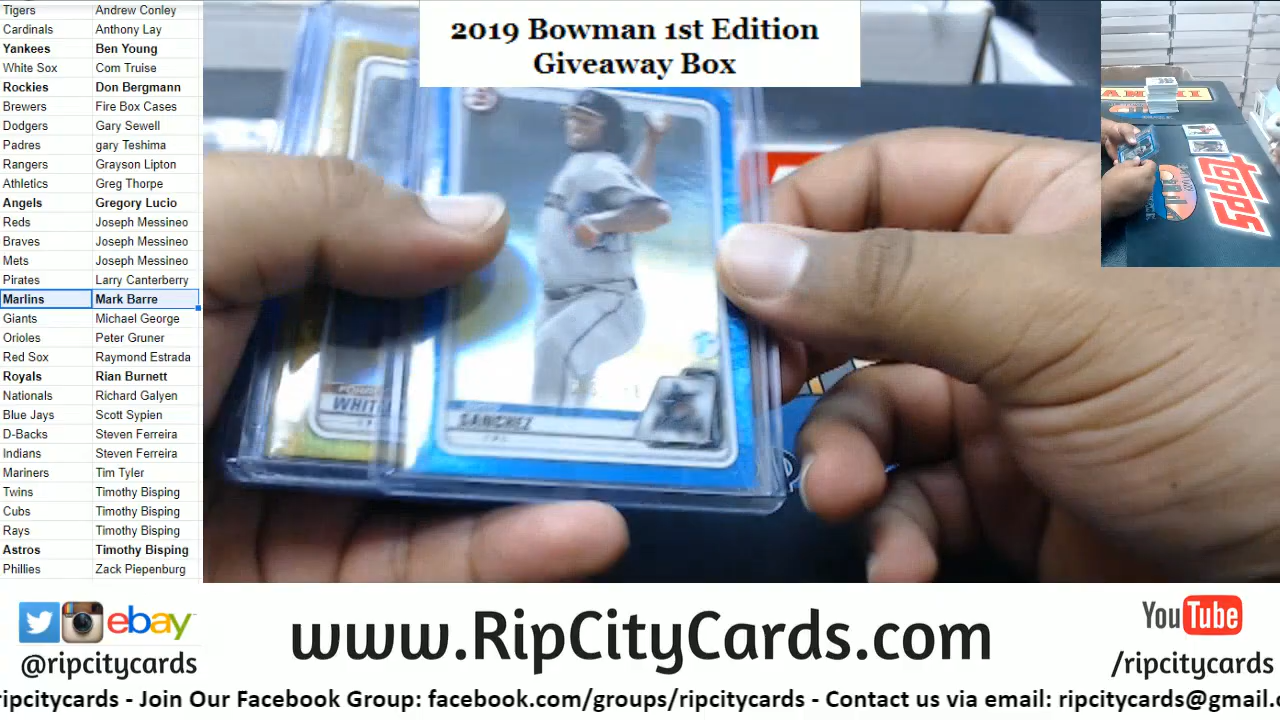 2019 Bowman 1st Edition
Giveaway Box
Tigers Andrew Conley
Cardinals Anthony Lay
Yankees Ben Young
White Sox Com Truise
Rockies Don Bergmann
Brewers Fire Box Cases
Dodgers Gary Sewell
Padres gary Teshima
Rangers Grayson Lipton
Athletics Greg Thorpe
Angels Gregory Lucio
Reds Joseph Messineo
Braves Joseph Messineo
Mets Joseph Messineo
Pirates Larry Canterberry
Marlins Mark Barre
Giants Michael George
Orioles Peter Gruner
Red Sox Raymond Estrada
Royals Rian Burnett
Nationals Richard Galyen
Blue Jays Scott Sypien
D-Backs Steven Ferreira
Indians Steven Ferreira
Mariners Tim Tyler
Twins Timothy Bisping
Cubs Timothy Bisping
Rays Timothy Bisping
Astros Timothy Bisping
Phillies Zack Piepenburg
SANCHEZ
topps
ebay
@ripcitycards
www.RipCityCards.com
YouTube
/ripcitycards
ripcitycards - Join Our Facebook Group: facebook.com/groups/ripcitycards - Contact us via email: ripcitycards@gmail.